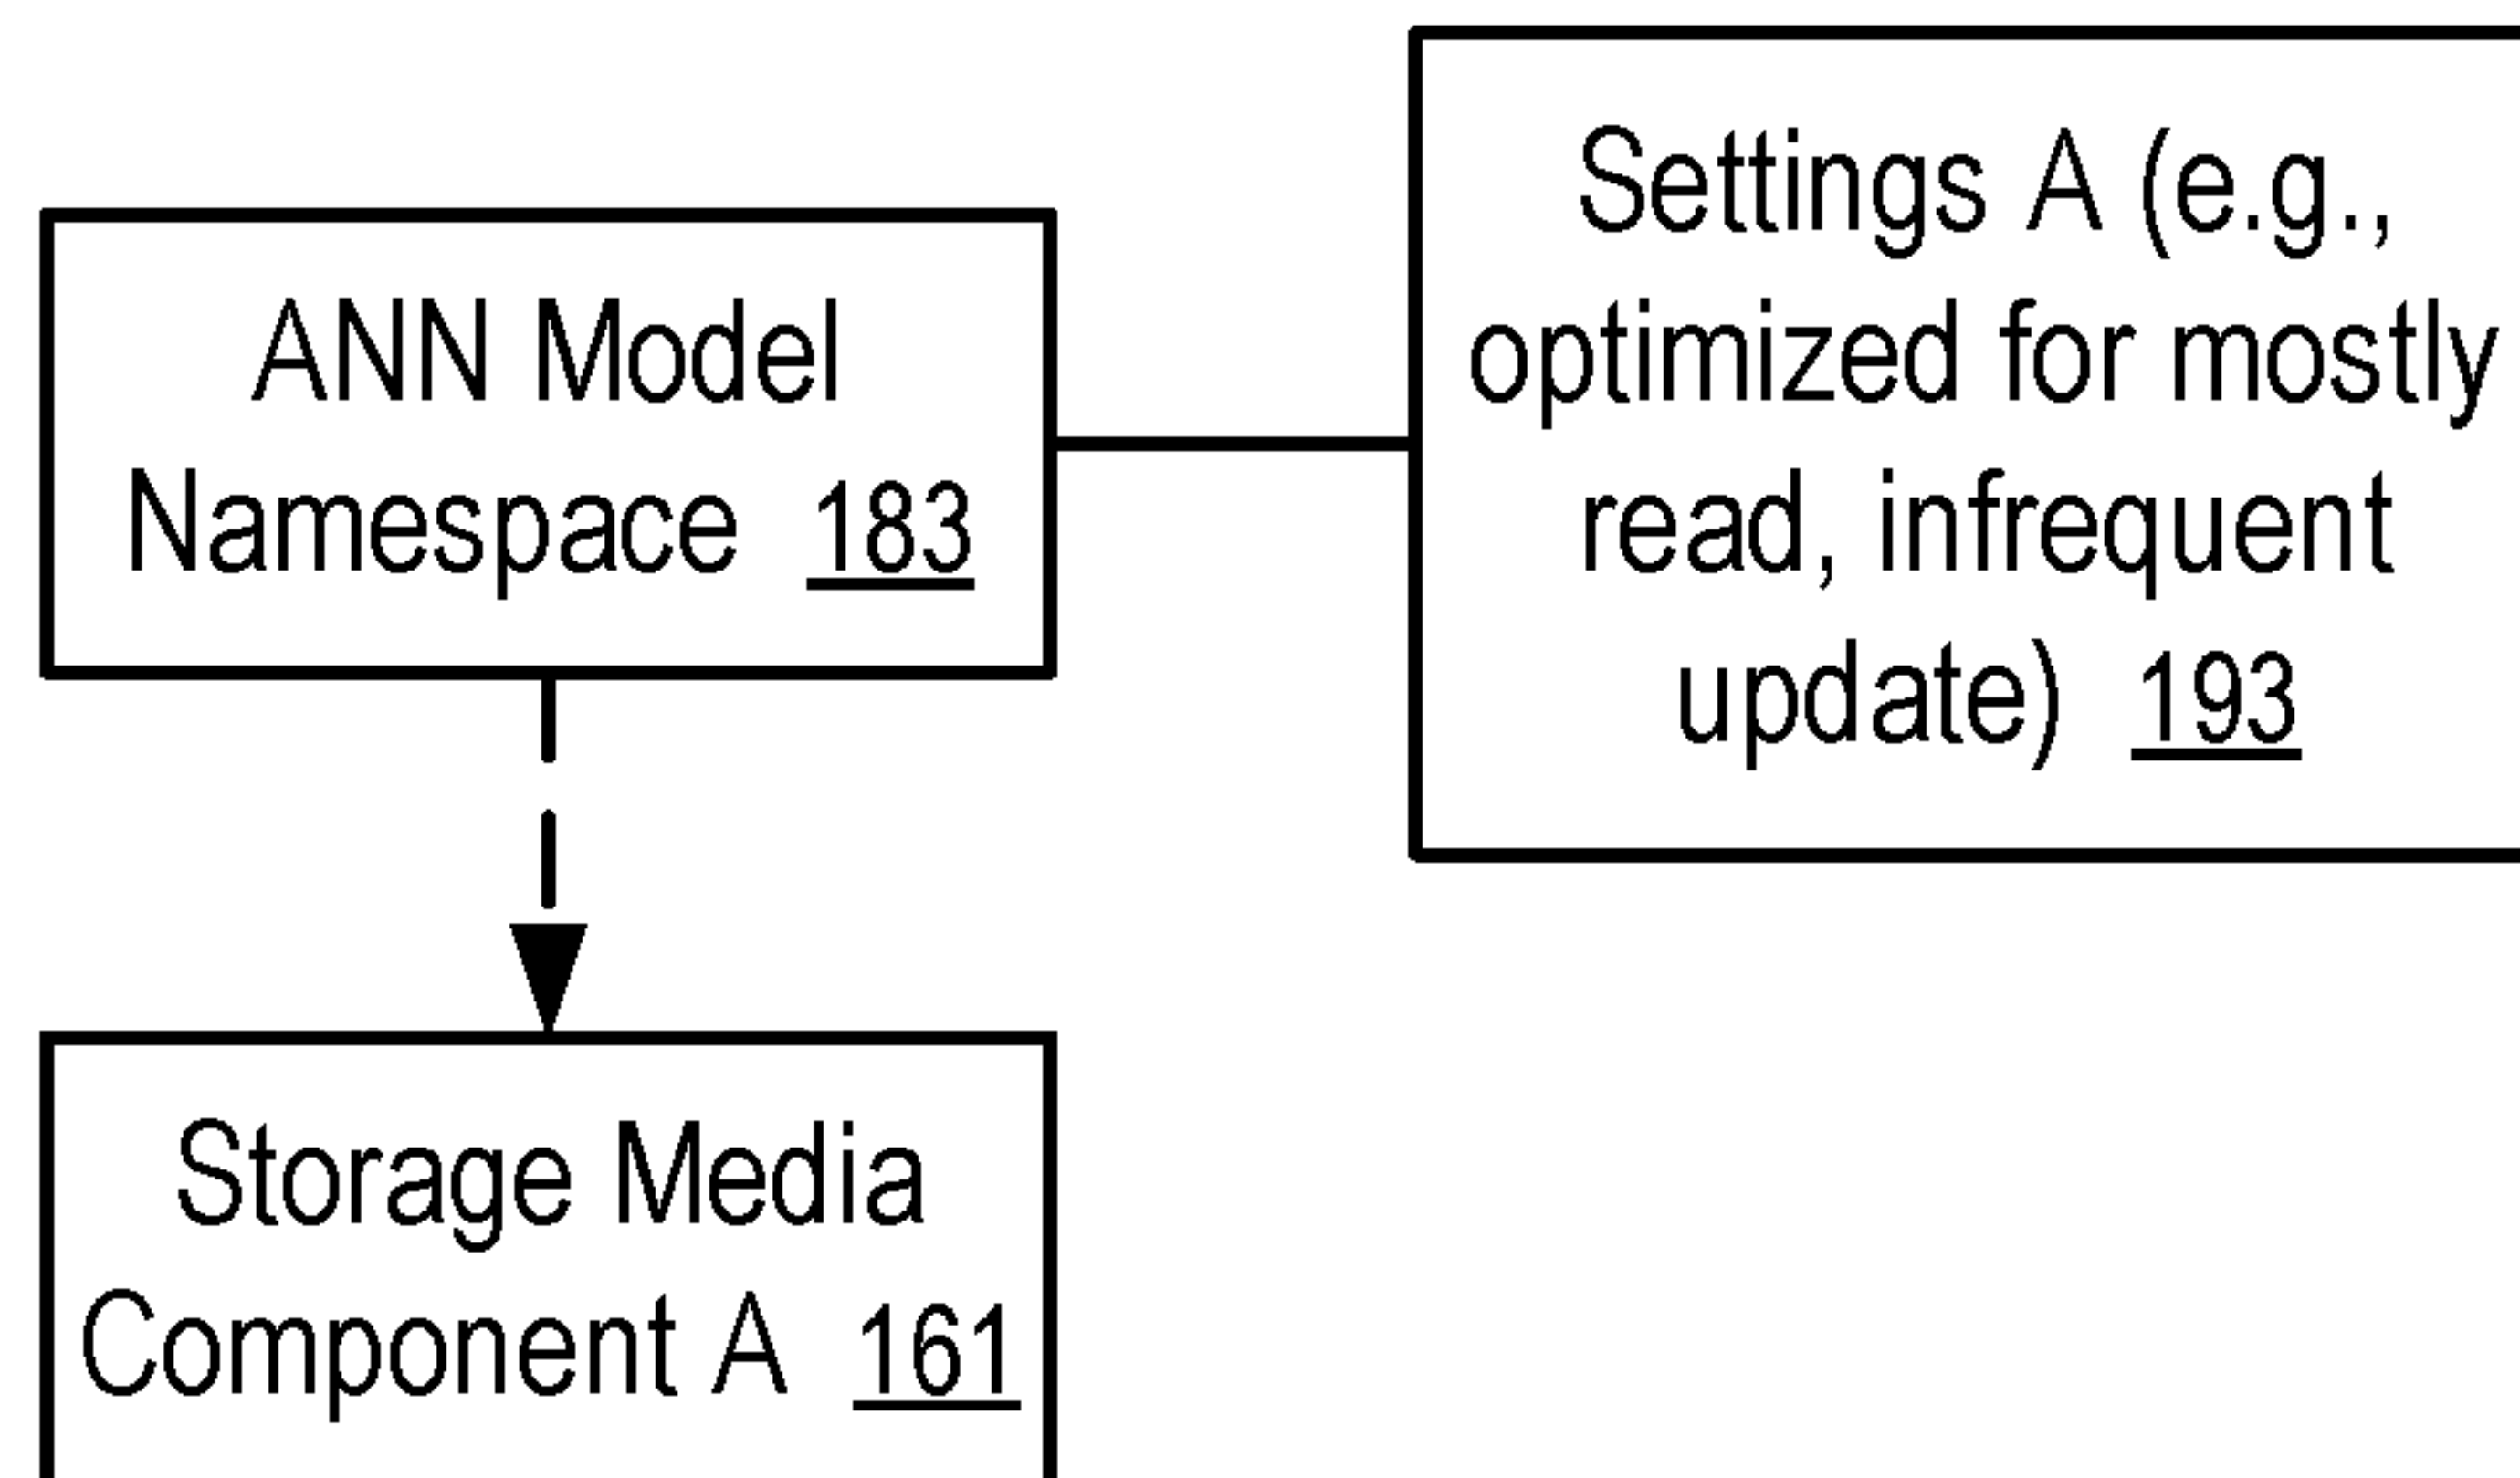 Settings A (e.g.,
optimized for mostly
read, infrequent
update) 193
ANN Model
Namespace 183
Storage Media
Component A 161